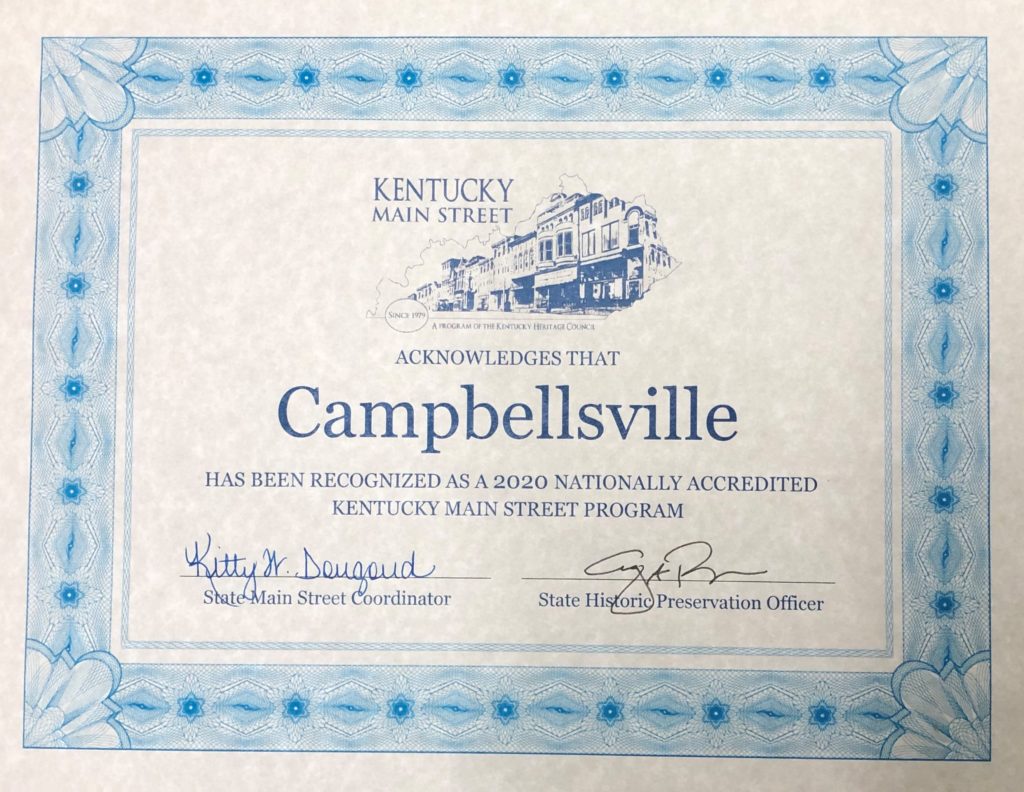 KENTUCKY
MAIN STREET
SINCE 1979
A PROGRAM OF THE KENTUCKY HERITAGE COUNCIL
ACKNOWLEDGES THAT
Campbellsville
HAS BEEN RECOGNIZED AS A 2020 NATIONALLY ACCREDITED
KENTUCKY MAIN STREET PROGRAM
Kitty W. Dougoud
State Main Street Coordinator
State Historic Preservation Officer